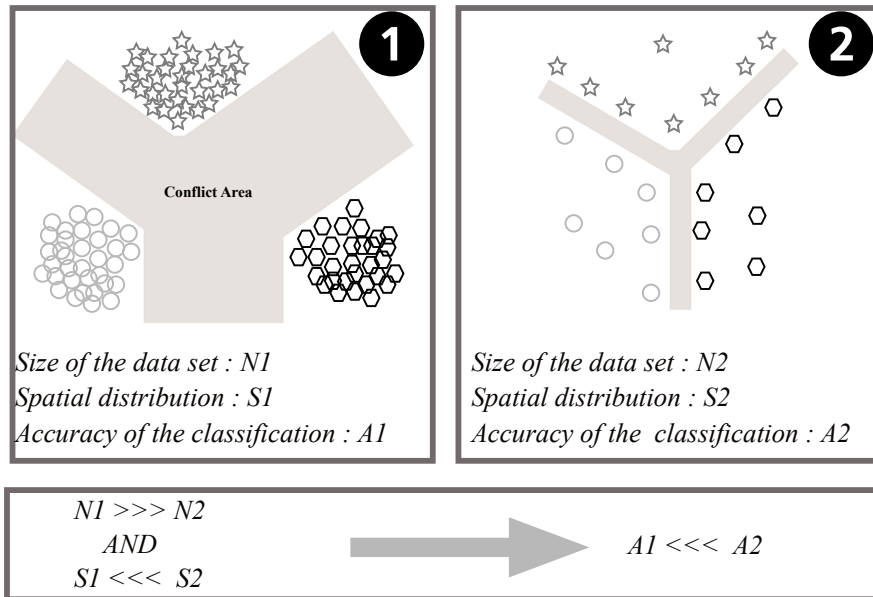 1
Conflict Area
Size of the data set : N1
Spatial distribution : S1
Accuracy of the classification : A1
2
Size of the data set : N2
Spatial distribution : S2
Accuracy of the classification : A2
N1 >>> N2
AND
S1 <<< S2
A1 <<< A2